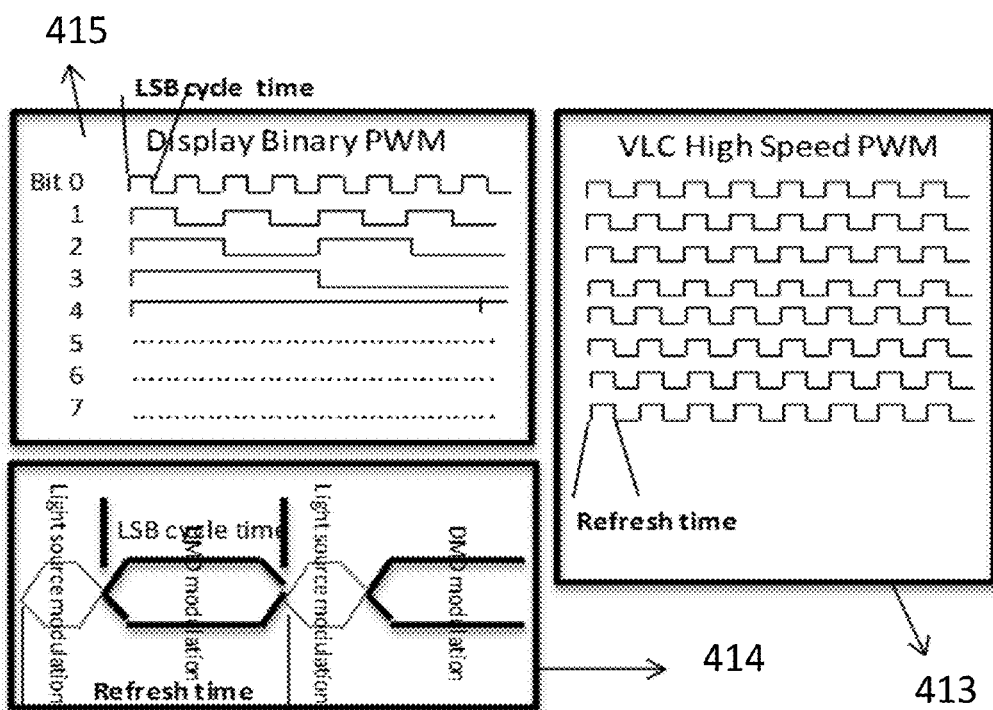 415
LSB cycle time
Display Binary PWM
Bit 0
1
2
3
4
5
6
7
VLC High Speed PWM
Refresh time
413
Light source modulation
LSB cycle time
DMD modulation
Light source modulation
DMD modulation
Refresh time
414